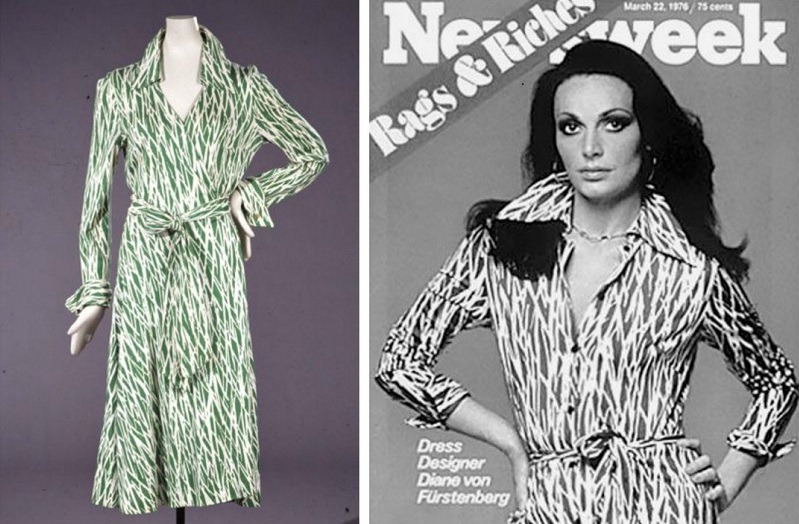 March 22, 1976 / 75 cents
Newsweek
Rags & Riches
Dress
Designer
Diane von
Fürstenberg